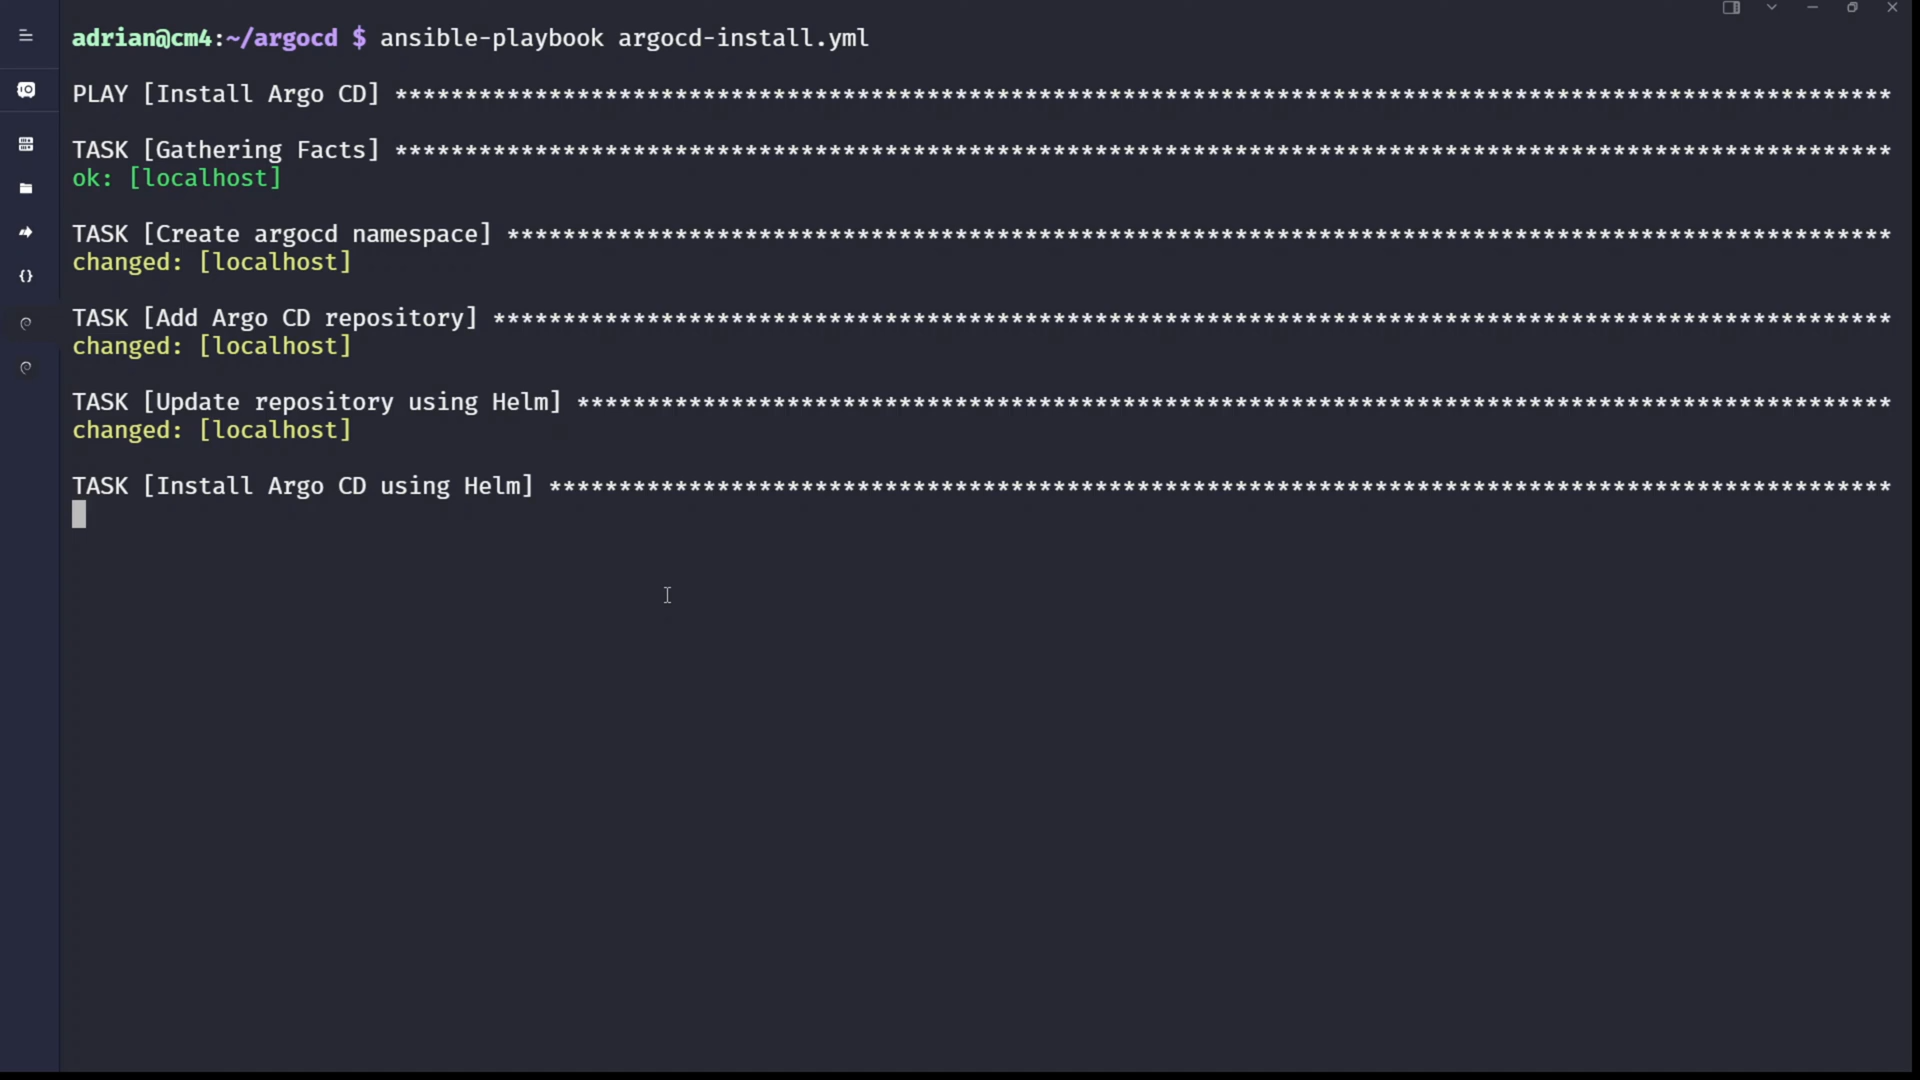 adrian@cm4:~/argocd $ ansible-playbook argocd-install.yml
PLAY [Install Argo CD] ***********************************************************************************************************
TASK [Gathering Facts] ***********************************************************************************************************
ok: [localhost]
TASK [Create argocd namespace] ***************************************************************************************************
changed: [localhost]
TASK [Add Argo CD repository] ****************************************************************************************************
changed: [localhost]
TASK [Update repository using Helm] **********************************************************************************************
changed: [localhost]
TASK [Install Argo CD using Helm] ************************************************************************************************